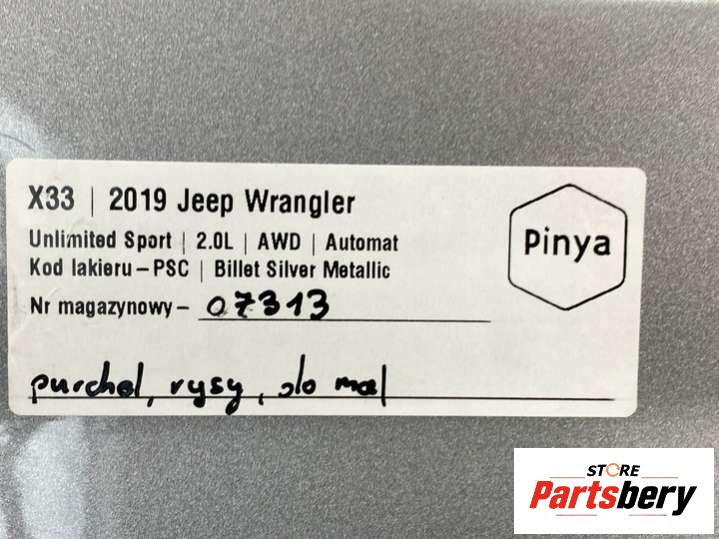 X33 | 2019 Jeep Wrangler
Unlimited Sport | 2.0L | AWD | Automat
Kod lakieru – PSC | Billet Silver Metallic
Nr magazynowy – 07313
purchel, rysy, do mal
Pinya
STORE
Partsbery